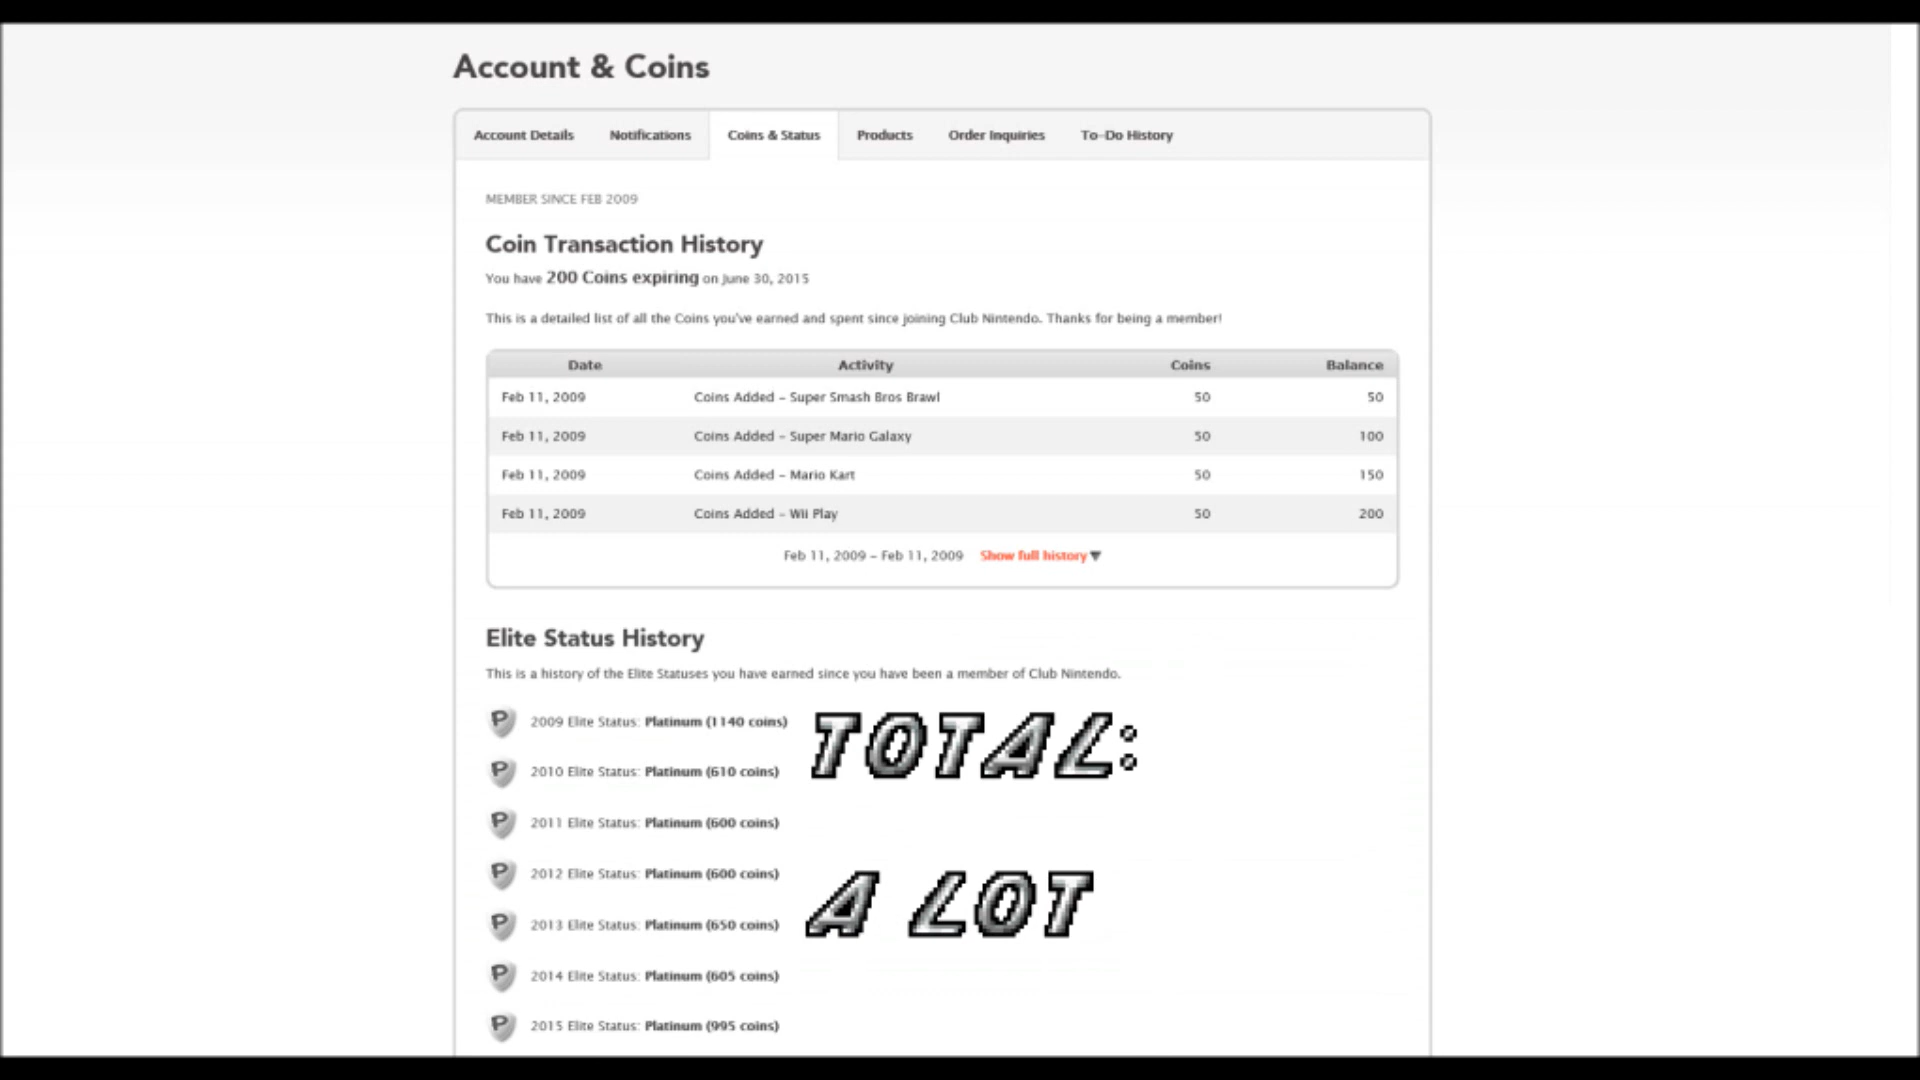 Account & Coins
Account Details Notifications Coins & Status Products Order Inquiries To-Do History
MEMBER SINCE FEB 2009
Coin Transaction History
You have 200 Coins expiring on June 30, 2015
This is a detailed list of all the Coins you've earned and spent since joining Club Nintendo. Thanks for being a member!
Date Activity Coins Balance
Feb 11, 2009 Coins Added - Super Smash Bros Brawl 50 50
Feb 11, 2009 Coins Added - Super Mario Galaxy 50 100
Feb 11, 2009 Coins Added - Mario Kart 50 150
Feb 11, 2009 Coins Added - Wii Play 50 200
Feb 11, 2009 - Feb 11, 2009 Show full history ▼
Elite Status History
This is a history of the Elite Statuses you have earned since you have been a member of Club Nintendo.
P 2009 Elite Status: Platinum (1140 coins)
TOTAL:
P 2010 Elite Status: Platinum (610 coins)
P 2011 Elite Status: Platinum (600 coins)
P 2012 Elite Status: Platinum (600 coins)
A LOT
P 2013 Elite Status: Platinum (650 coins)
P 2014 Elite Status: Platinum (605 coins)
P 2015 Elite Status: Platinum (995 coins)